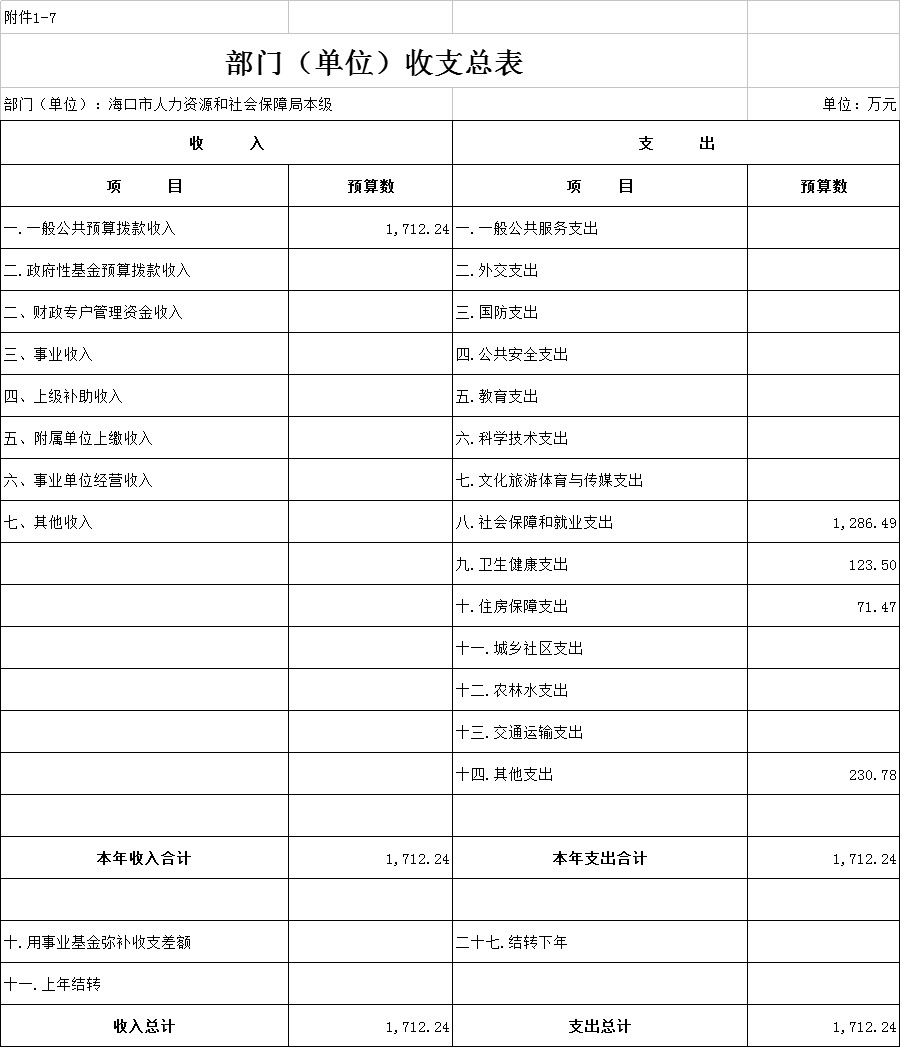 附件1-7
部门（单位）收支总表
部门（单位）：海口市人力资源和社会保障局本级 单位：万元
收 入 支 出
项 目 预算数 项 目 预算数
一.一般公共预算拨款收入 1,712.24 一.一般公共服务支出
二.政府性基金预算拨款收入 二.外交支出
二、财政专户管理资金收入 三.国防支出
三、事业收入 四.公共安全支出
四、上级补助收入 五.教育支出
五、附属单位上缴收入 六.科学技术支出
六、事业单位经营收入 七.文化旅游体育与传媒支出
七、其他收入 八.社会保障和就业支出 1,286.49
九.卫生健康支出 123.50
十.住房保障支出 71.47
十一.城乡社区支出
十二.农林水支出
十三.交通运输支出
十四.其他支出 230.78
本年收入合计 1,712.24 本年支出合计 1,712.24
十.用事业基金弥补收支差额 二十七.结转下年
十一.上年结转
收入总计 1,712.24 支出总计 1,712.24